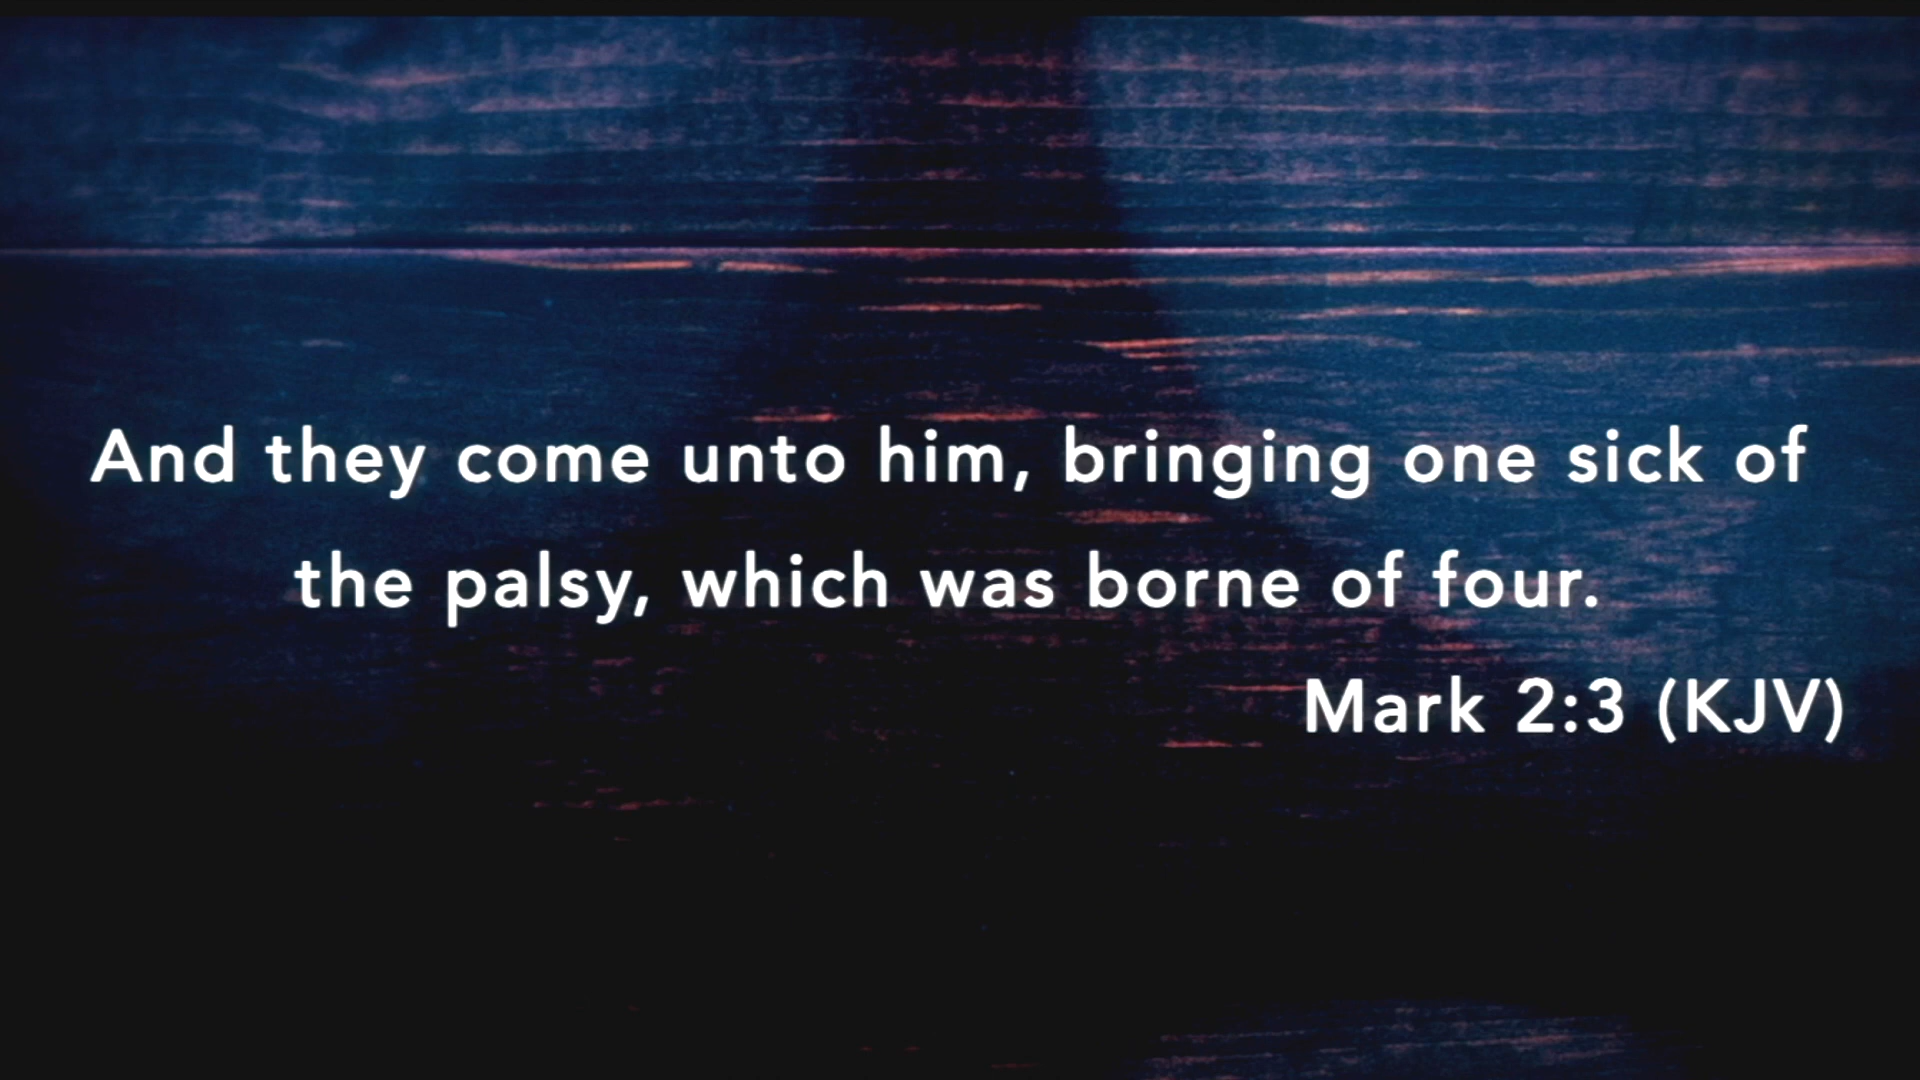 And they come unto him, bringing one sick of
the palsy, which was borne of four.
Mark 2:3 (KJV)